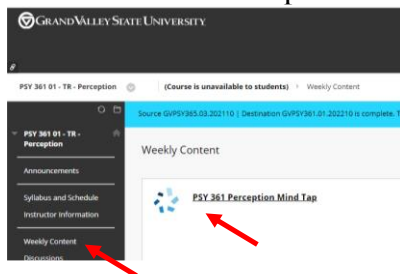 GRAND VALLEY STATE UNIVERSITY
PSY 361 01 - TR - Perception
(Course is unavailable to students)
Weekly Content
Source GVPSY365.03.202110 | Destination GVPSY361.01.202210 is complete. T
PSY 361 01 - TR -
Perception
Announcements
Syllabus and Schedule
Instructor Information
Weekly Content
Discussions
Weekly Content
PSY 361 Perception Mind Tap